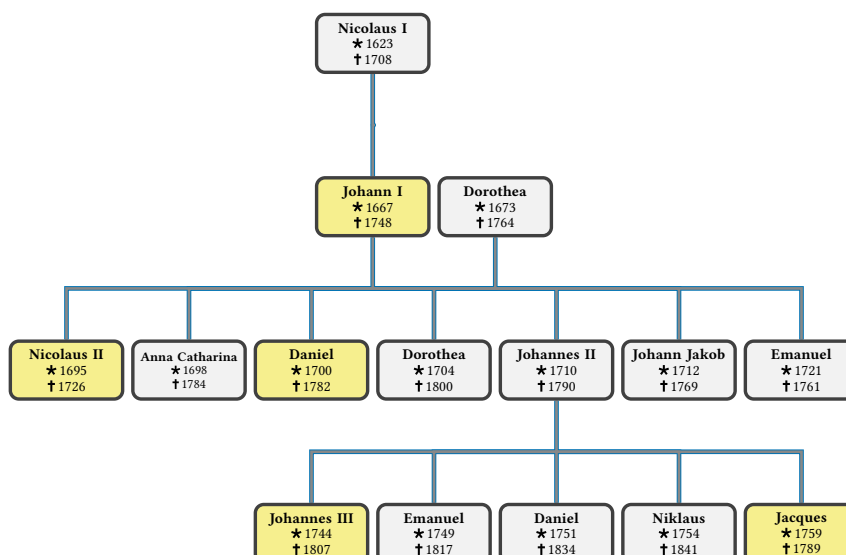 Nicolaus I
★ 1623
✝ 1708
Johann I
★ 1667
✝ 1748
Dorothea
★ 1673
✝ 1764
Nicolaus II
★ 1695
✝ 1726
Anna Catharina
★ 1698
✝ 1784
Daniel
★ 1700
✝ 1782
Dorothea
★ 1704
✝ 1800
Johannes II
★ 1710
✝ 1790
Johann Jakob
★ 1712
✝ 1769
Emanuel
★ 1721
✝ 1761
Johannes III
★ 1744
✝ 1807
Emanuel
★ 1749
✝ 1817
Daniel
★ 1751
✝ 1834
Niklaus
★ 1754
✝ 1841
Jacques
★ 1759
✝ 1789